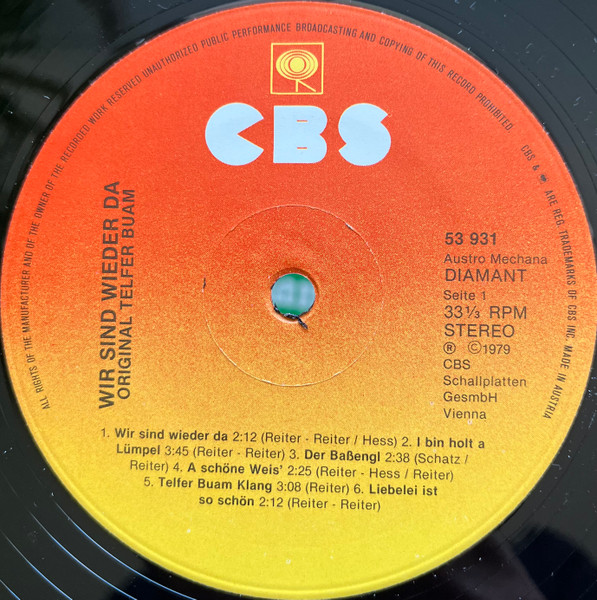 ALL RIGHTS OF THE MANUFACTURER AND OF THE OWNER OF THE RECORDED WORK RESERVED UNAUTHORIZED PUBLIC PERFORMANCE BROADCASTING AND COPYING OF THIS RECORD PROHIBITED.
CBS & ARE REG. TRADEMARKS OF CBS INC. MADE IN AUSTRIA
CBS
WIR SIND WIEDER DA
ORIGINAL TELFER BUAM
53 931
Austro Mechana
DIAMANT
Seite 1
33⅓ RPM
STEREO
Ⓡ ©1979
CBS
Schallplatten
GesmbH
Vienna
1. Wir sind wieder da 2:12 (Reiter - Reiter / Hess) 2. I bin holt a
Lümpel 3:45 (Reiter - Reiter) 3. Der Baßengl 2:38 (Schatz /
Reiter) 4. A schöne Weis' 2:25 (Reiter - Hess / Reiter)
5. Telfer Buam Klang 3:08 (Reiter - Reiter) 6. Liebelei ist
so schön 2:12 (Reiter - Reiter)